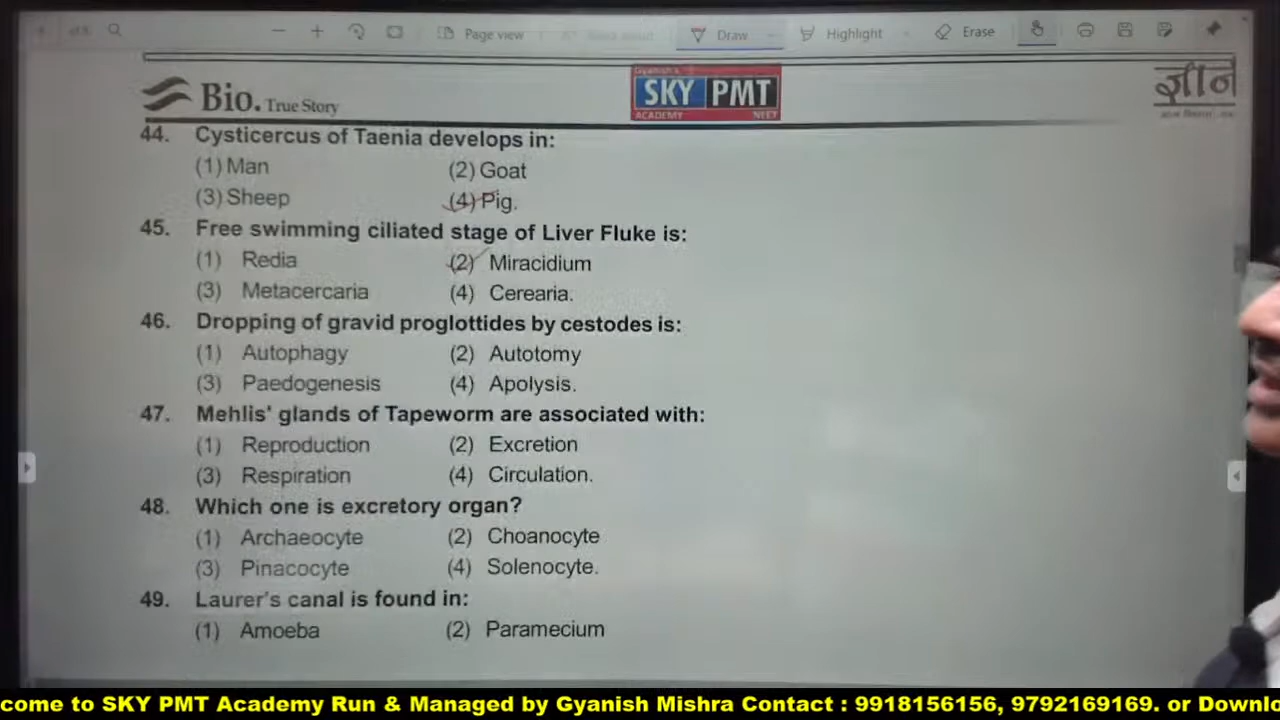 Page view
Draw
Highlight
Erase
Bio. True Story
Gyanish's
SKY PMT
ACADEMY NEET
ज्ञान
44. Cysticercus of Taenia develops in:
(1) Man (2) Goat
(3) Sheep (4) Pig.
45. Free swimming ciliated stage of Liver Fluke is:
(1) Redia (2) Miracidium
(3) Metacercaria (4) Cerearia.
46. Dropping of gravid proglottides by cestodes is:
(1) Autophagy (2) Autotomy
(3) Paedogenesis (4) Apolysis.
47. Mehlis' glands of Tapeworm are associated with:
(1) Reproduction (2) Excretion
(3) Respiration (4) Circulation.
48. Which one is excretory organ?
(1) Archaeocyte (2) Choanocyte
(3) Pinacocyte (4) Solenocyte.
49. Laurer's canal is found in:
(1) Amoeba (2) Paramecium
come to SKY PMT Academy Run & Managed by Gyanish Mishra Contact : 9918156156, 9792169169. or Downlo